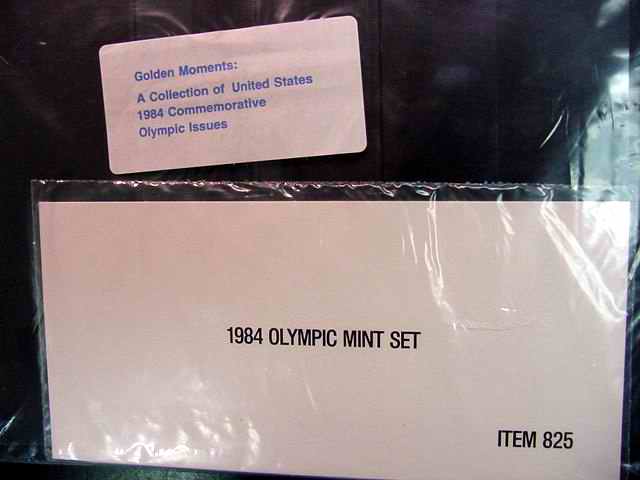 Golden Moments:
A Collection of United States
1984 Commemorative
Olympic Issues
1984 OLYMPIC MINT SET
ITEM 825